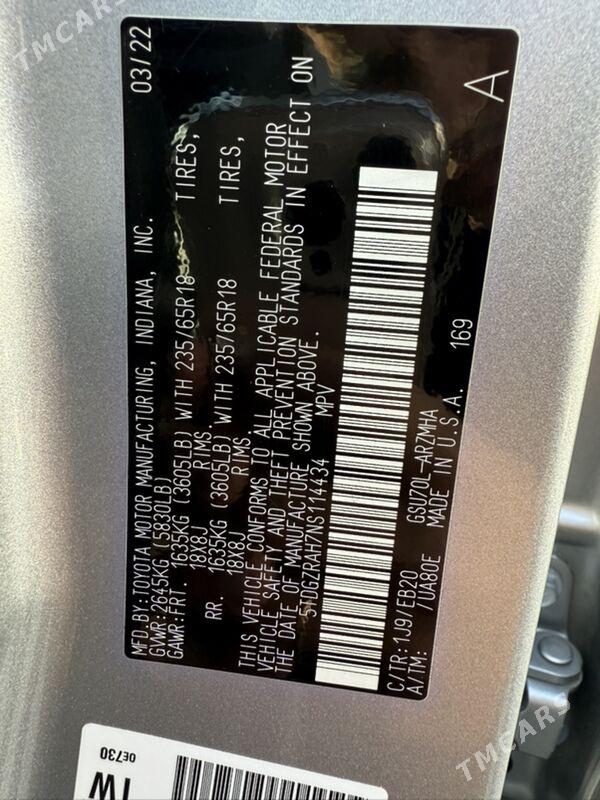 MFD.BY:TOYOTA MOTOR MANUFACTURING, INDIANA, INC. 03/22
GVWR:2645KG (5830LB)
GAWR:FRT. 1635KG (3605LB) WITH 235/65R18 TIRES,
18X8J RIMS
RR. 1635KG (3605LB) WITH 235/65R18 TIRES,
18X8J RIMS
THIS VEHICLE CONFORMS TO ALL APPLICABLE FEDERAL MOTOR
VEHICLE SAFETY AND THEFT PREVENTION STANDARDS IN EFFECT ON
THE DATE OF MANUFACTURE SHOWN ABOVE.
5TDGZRAH7NS114434 MPV
C/TR:1J9/EB20 GSU70L-ARZMHA
A/TM: /UA80E MADE IN U.S.A. 169
A
0E730
TMCARS
TMCARS